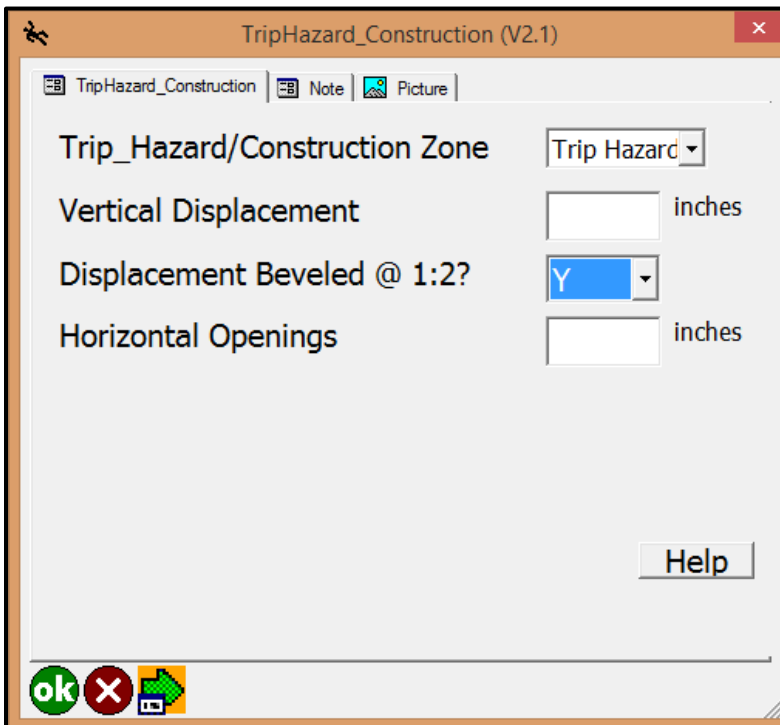 TripHazard_Construction (V2.1)
TripHazard_Construction Note Picture
Trip_Hazard/Construction Zone Trip Hazard
Vertical Displacement inches
Displacement Beveled @ 1:2? Y
Horizontal Openings inches
Help
ok